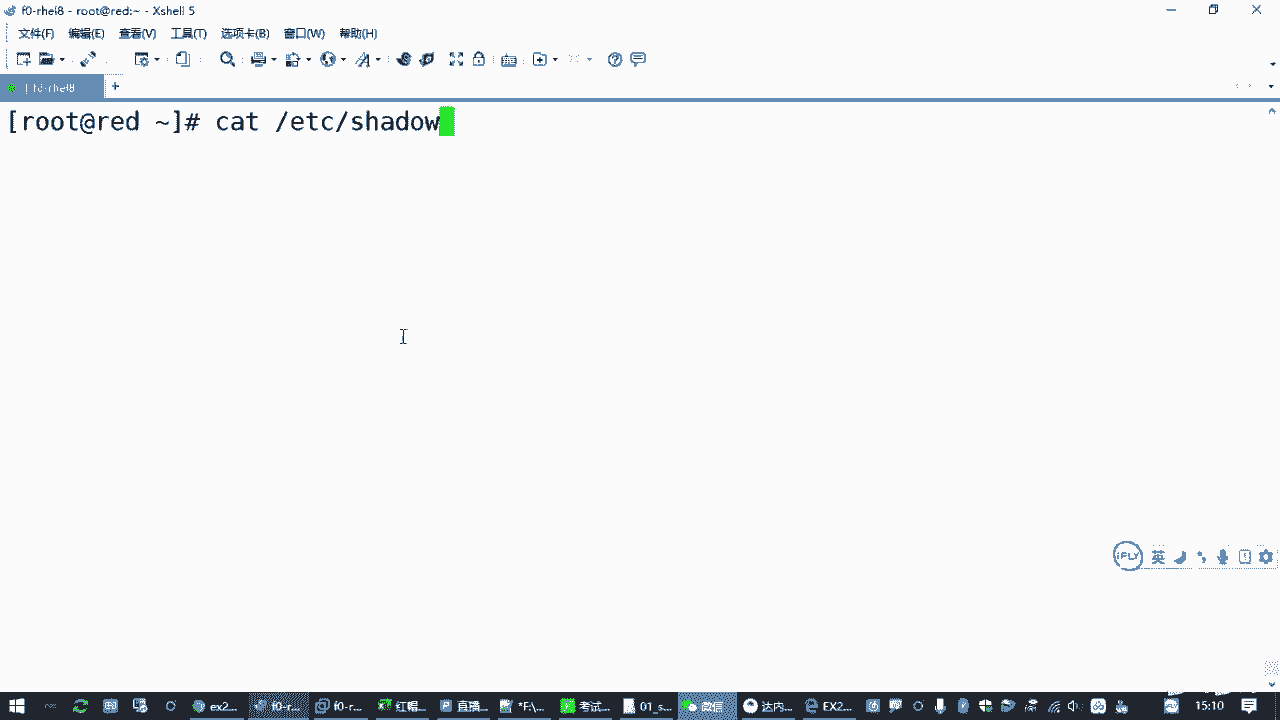 f0-rhel8 - root@red:~ - Xshell 5
文件(F) 编辑(E) 查看(V) 工具(T) 选项卡(B) 窗口(W) 帮助(H)
1 f0-rhel8 +
[root@red ~]# cat /etc/shadow
iFLY 英
ex2... f0-r... f0-r... 红帽... 直播... *F:\... 考试... 01_s... 微信 达内... EX2... 15:10